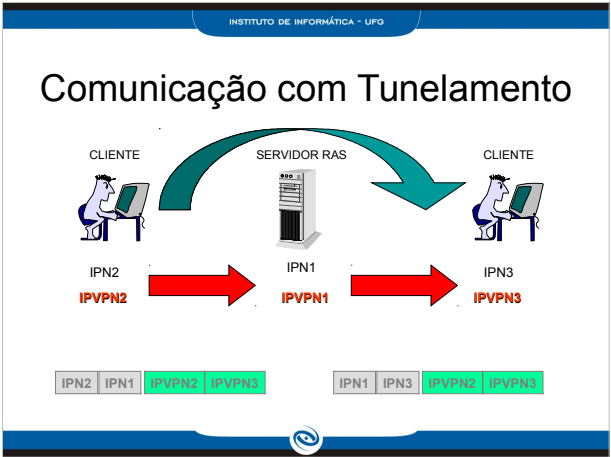 INSTITUTO DE INFORMÁTICA - UFG
Comunicação com Tunelamento
CLIENTE SERVIDOR RAS CLIENTE
IPN2 IPN1 IPN3
IPVPN2 IPVPN1 IPVPN3
IPN2 IPN1 IPVPN2 IPVPN3 IPN1 IPN3 IPVPN2 IPVPN3